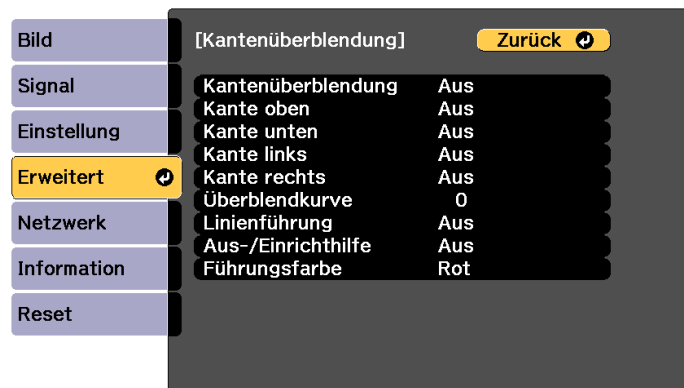 Bild
Signal
Einstellung
Erweitert
Netzwerk
Information
Reset
[Kantenüberblendung] Zurück
Kantenüberblendung Aus
Kante oben Aus
Kante unten Aus
Kante links Aus
Kante rechts Aus
Überblendkurve 0
Linienführung Aus
Aus-/Einrichthilfe Aus
Führungsfarbe Rot